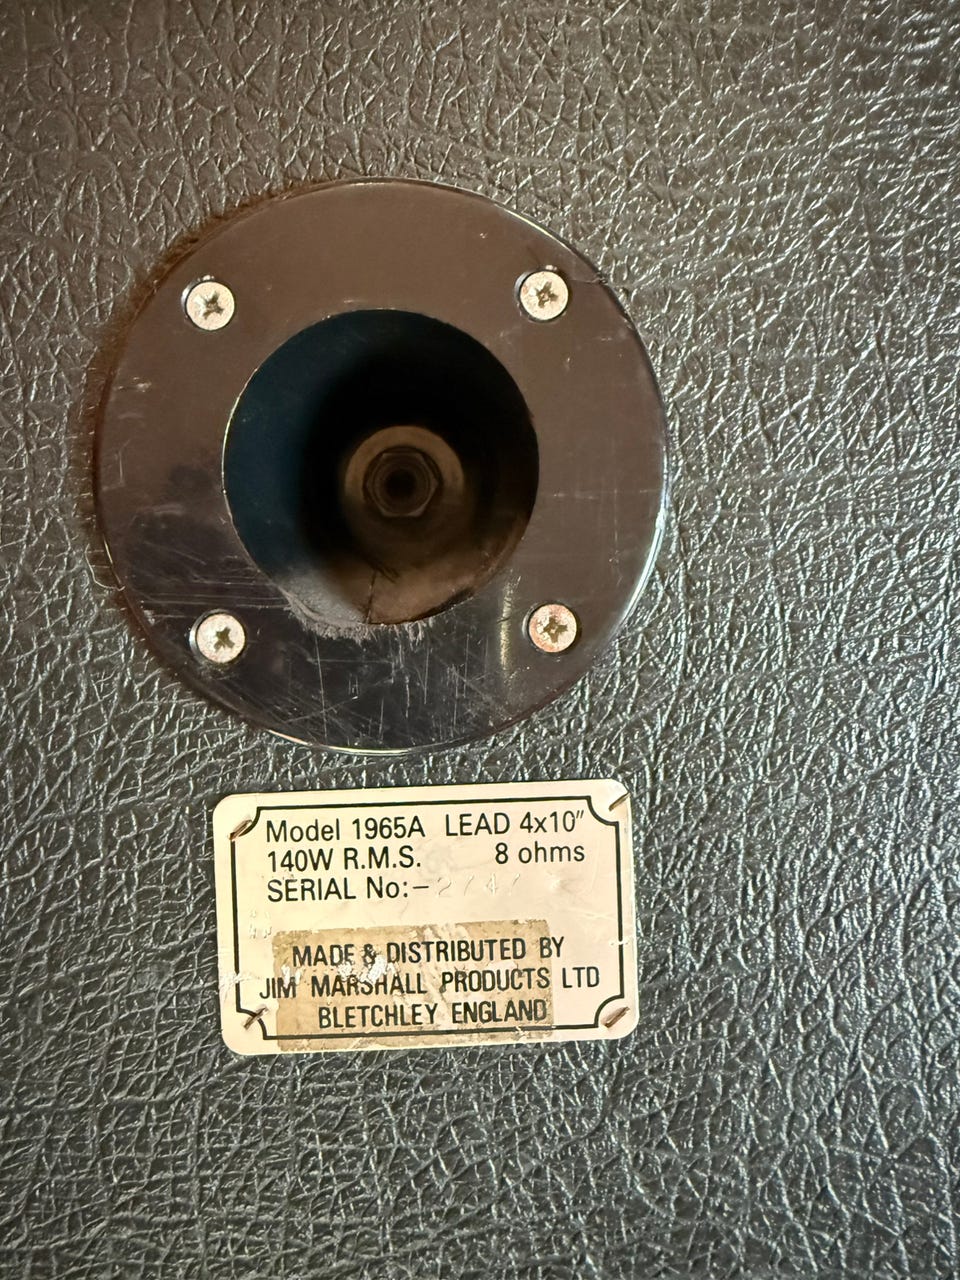 Model 1965A LEAD 4x10"
140W R.M.S. 8 ohms
SERIAL No:-
MADE & DISTRIBUTED BY
JIM MARSHALL PRODUCTS LTD
BLETCHLEY ENGLAND